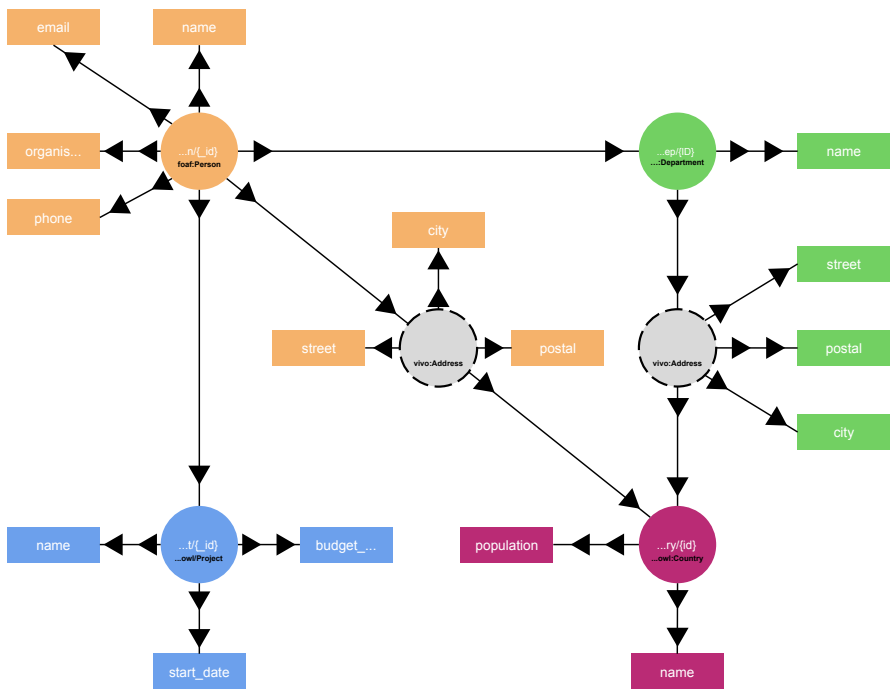 email
name
...n/{_id}
foaf:Person
organis...
phone
...ep/{ID}
...:Department
name
city
street
postal
vivo:Address
street
postal
vivo:Address
city
...t/{_id}
...owl/Project
name
budget_...
start_date
...ry/{id}
...owl:Country
population
name